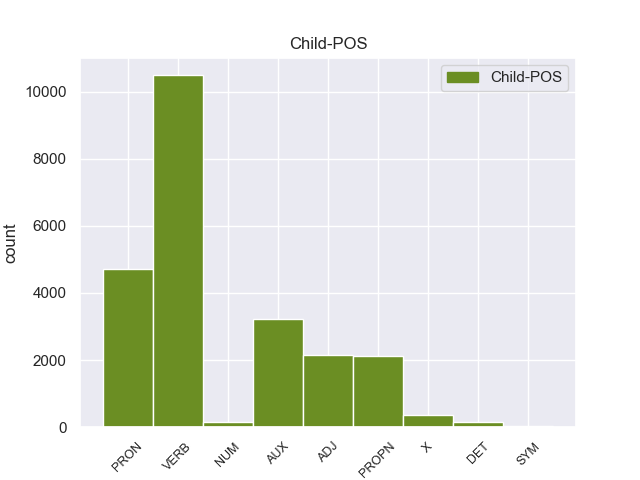 Child-POS
Child-POS
count
10000
8000
6000
4000
2000
0
PRON VERB NUM AUX ADJ PROPN X DET SYM